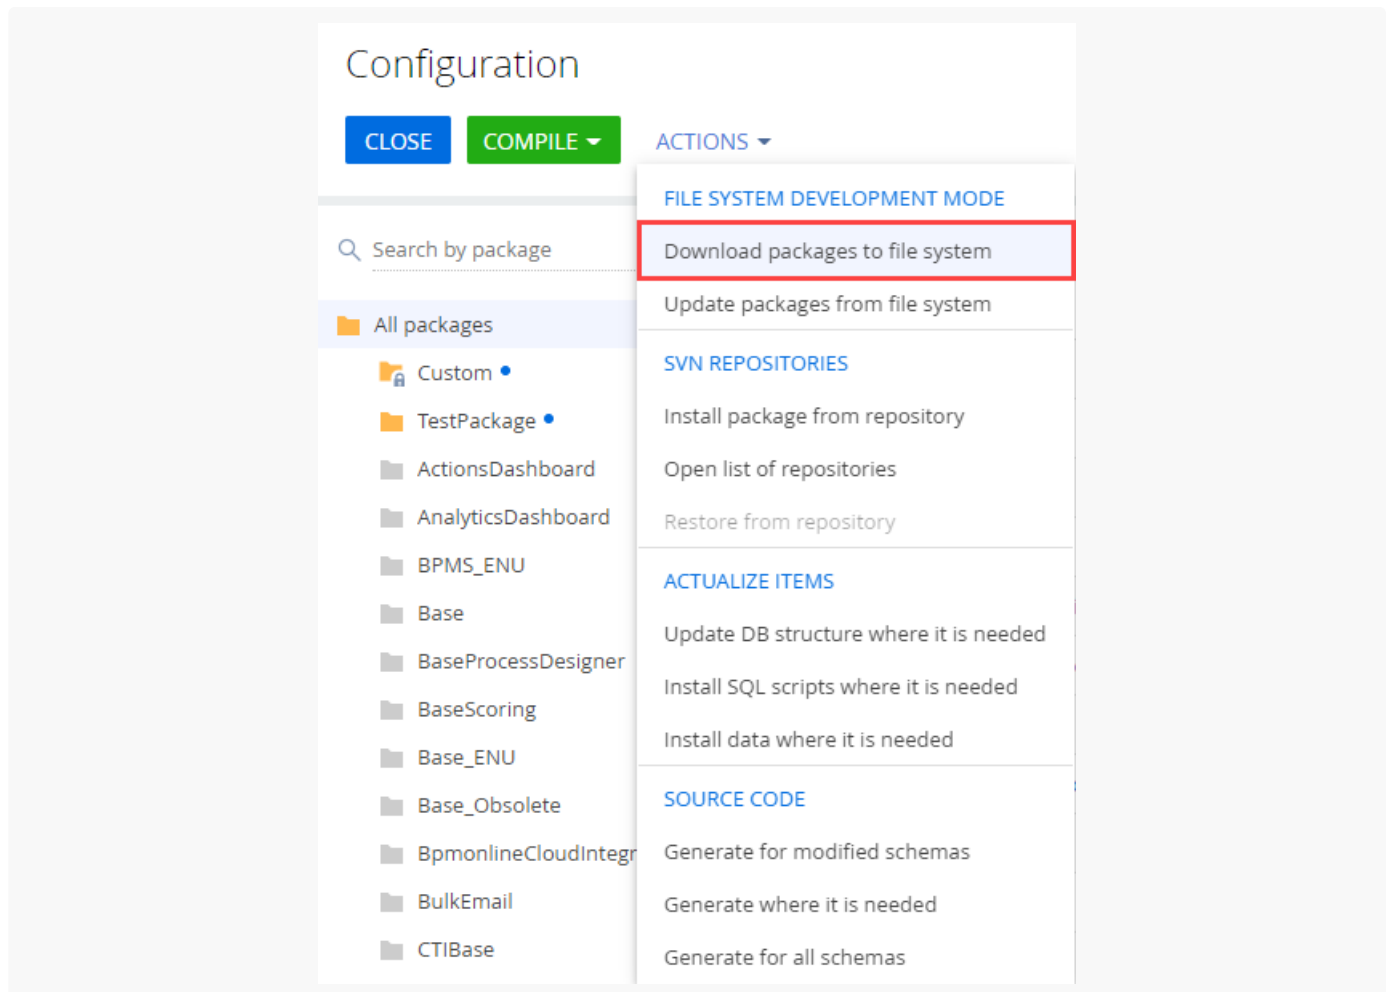 Configuration
CLOSE
COMPILE
ACTIONS
Search by package
All packages
Custom
TestPackage
ActionsDashboard
AnalyticsDashboard
BPMS_ENU
Base
BaseProcessDesigner
BaseScoring
Base_ENU
Base_Obsolete
BpmonlineCloudIntegr
BulkEmail
CTIBase
FILE SYSTEM DEVELOPMENT MODE
Download packages to file system
Update packages from file system
SVN REPOSITORIES
Install package from repository
Open list of repositories
Restore from repository
ACTUALIZE ITEMS
Update DB structure where it is needed
Install SQL scripts where it is needed
Install data where it is needed
SOURCE CODE
Generate for modified schemas
Generate where it is needed
Generate for all schemas